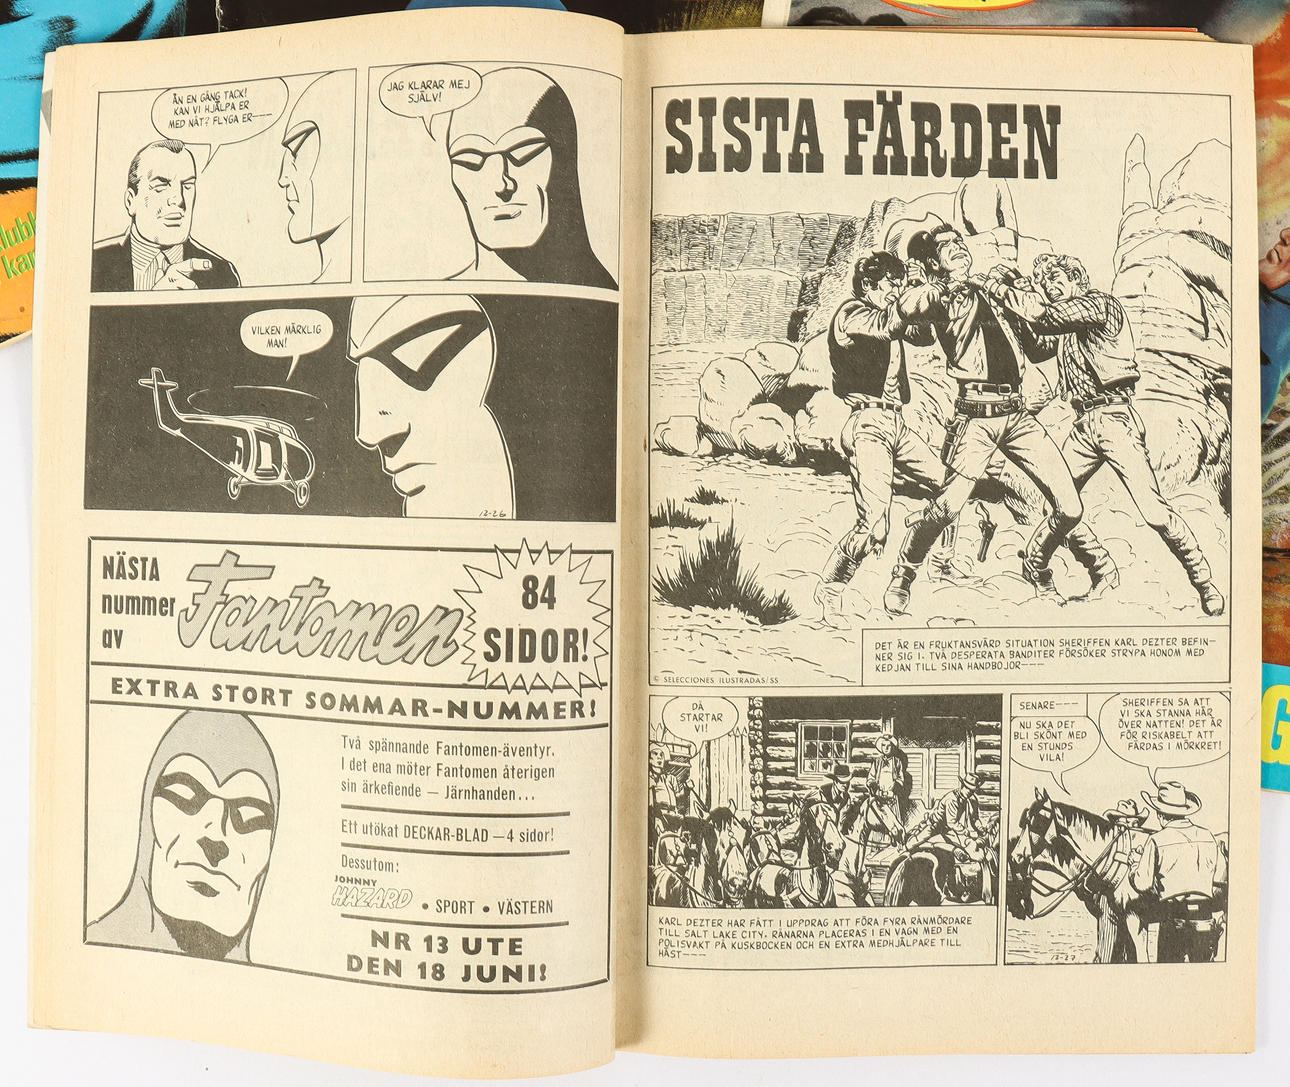 ÄN EN GÅNG TACK!
KAN VI HJÄLPA ER
MED NÅT? FLYGA ER---
JAG KLARAR MEJ
SJÄLV!
VILKEN MÄRKLIG
MAN!
12-26
NÄSTA
nummer
av
Fantomen
84
SIDOR!
EXTRA STORT SOMMAR-NUMMER!
Två spännande Fantomen-äventyr.
I det ena möter Fantomen återigen
sin ärkefiende – Järnhanden...
Ett utökat DECKAR-BLAD – 4 sidor!
Dessutom:
JOHNNY
HAZARD • SPORT • VÄSTERN
NR 13 UTE
DEN 18 JUNI!
SISTA FÄRDEN
DET ÄR EN FRUKTANSVÄRD SITUATION SHERIFFEN KARL DEZTER BEFIN-
NER SIG I. TVÅ DESPERATA BANDITER FÖRSÖKER STRYPA HONOM MED
KEDJAN TILL SINA HANDBOJOR---
© SELECCIONES ILUSTRADAS/SS
DÅ
STARTAR
VI!
KARL DEZTER HAR FÅTT I UPPDRAG ATT FÖRA FYRA RÅNMÖRDARE
TILL SALT LAKE CITY. RÅNARNA PLACERAS I EN VAGN MED EN
POLISVAKT PÅ KUSKBOCKEN OCH EN EXTRA MEDHJÄLPARE TILL
HÄST---
SENARE---
NU SKA DET
BLI SKÖNT MED
EN STUNDS
VILA!
SHERIFFEN SA ATT
VI SKA STANNA HÄR
ÖVER NATTEN! DET ÄR
FÖR RISKABELT ATT
FÄRDAS I MÖRKRET!
12-27
G